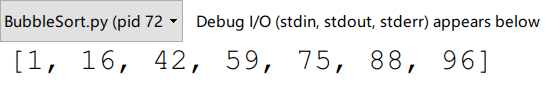 BubbleSort.py (pid 72 Debug I/O (stdin, stdout, stderr) appears below
[1, 16, 42, 59, 75, 88, 96]